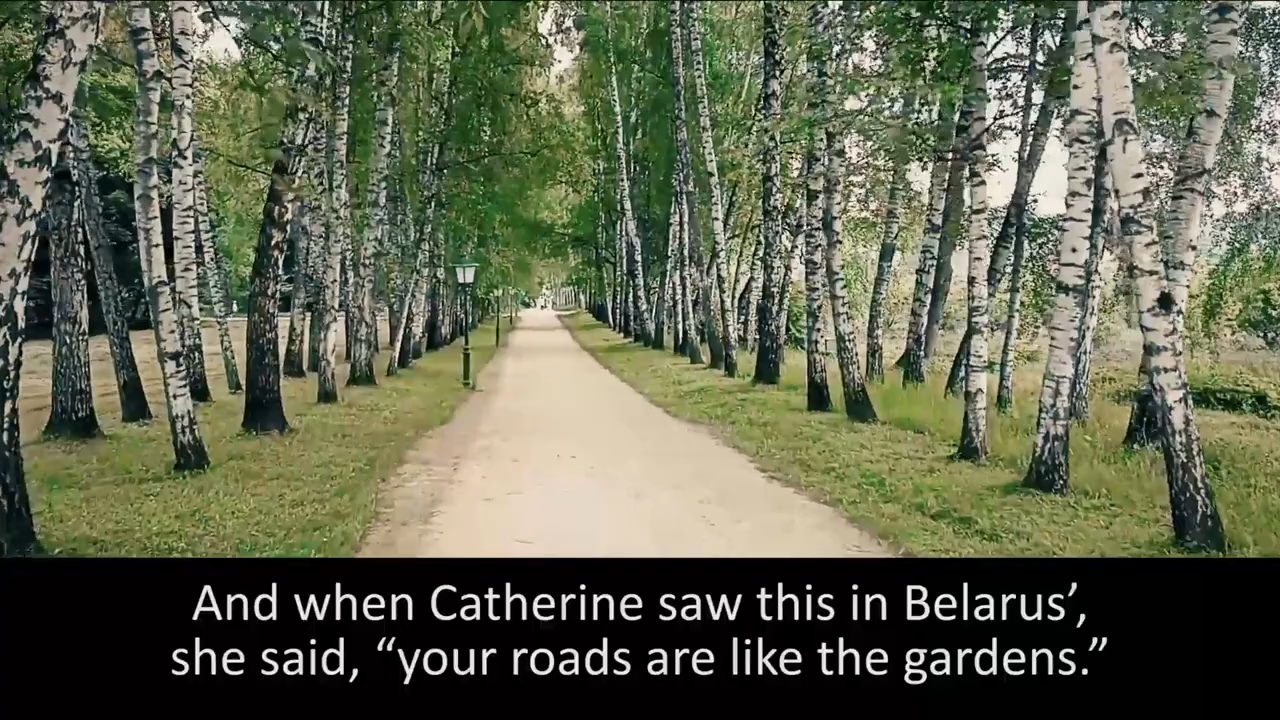 And when Catherine saw this in Belarus’,
she said, “your roads are like the gardens.”